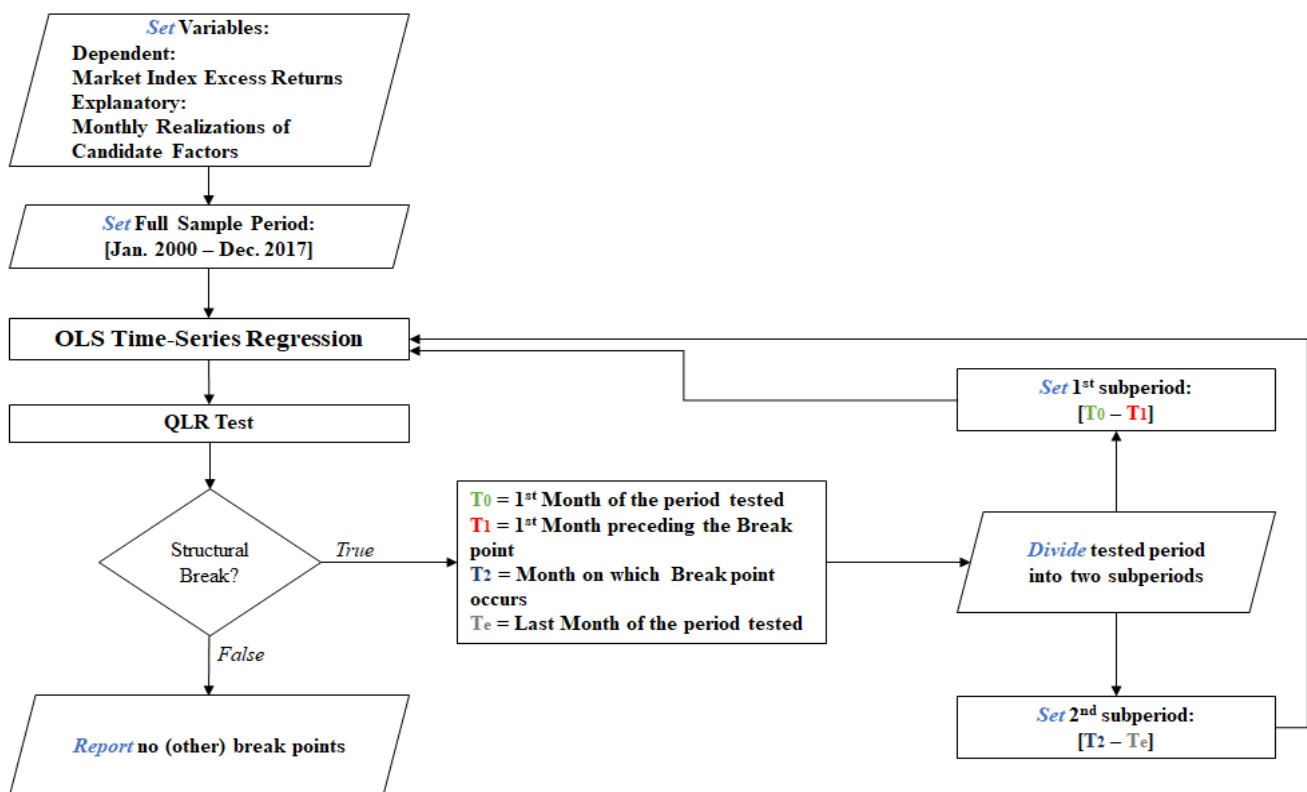 Set Variables:
Dependent:
Market Index Excess Returns
Explanatory:
Monthly Realizations of
Candidate Factors
Set Full Sample Period:
[Jan. 2000 – Dec. 2017]
OLS Time-Series Regression
QLR Test
Structural
Break?
True
False
Report no (other) break points
T0 = 1st Month of the period tested
T1 = 1st Month preceding the Break
point
T2 = Month on which Break point
occurs
Te = Last Month of the period tested
Divide tested period
into two subperiods
Set 1st subperiod:
[T0 – T1]
Set 2nd subperiod:
[T2 – Te]